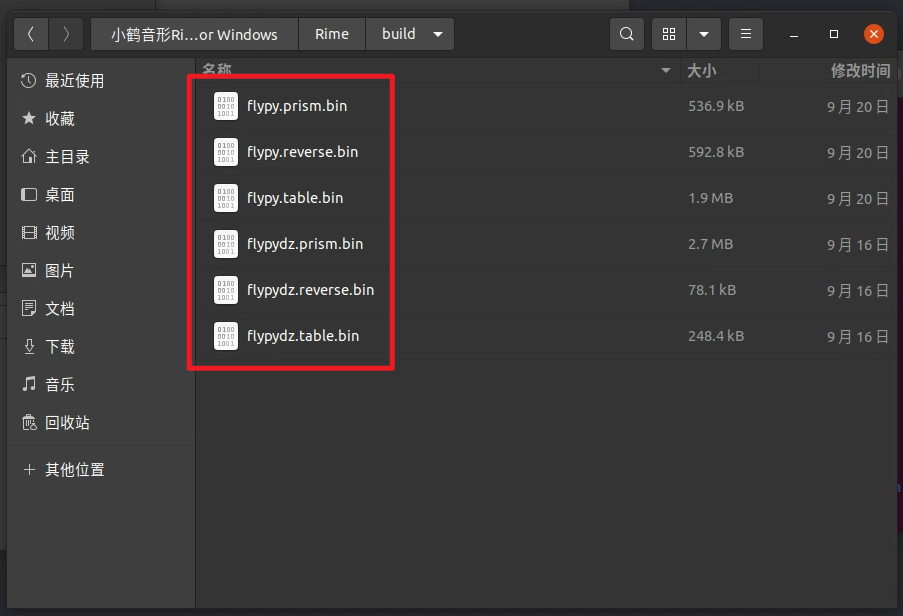 小鹤音形Ri...or Windows
Rime
build
最近使用
收藏
主目录
桌面
视频
图片
文档
下载
音乐
回收站
其他位置
名称 大小 修改时间
flypy.prism.bin 536.9 kB 9月20日
flypy.reverse.bin 592.8 kB 9月20日
flypy.table.bin 1.9 MB 9月20日
flypydz.prism.bin 2.7 MB 9月16日
flypydz.reverse.bin 78.1 kB 9月16日
flypydz.table.bin 248.4 kB 9月16日